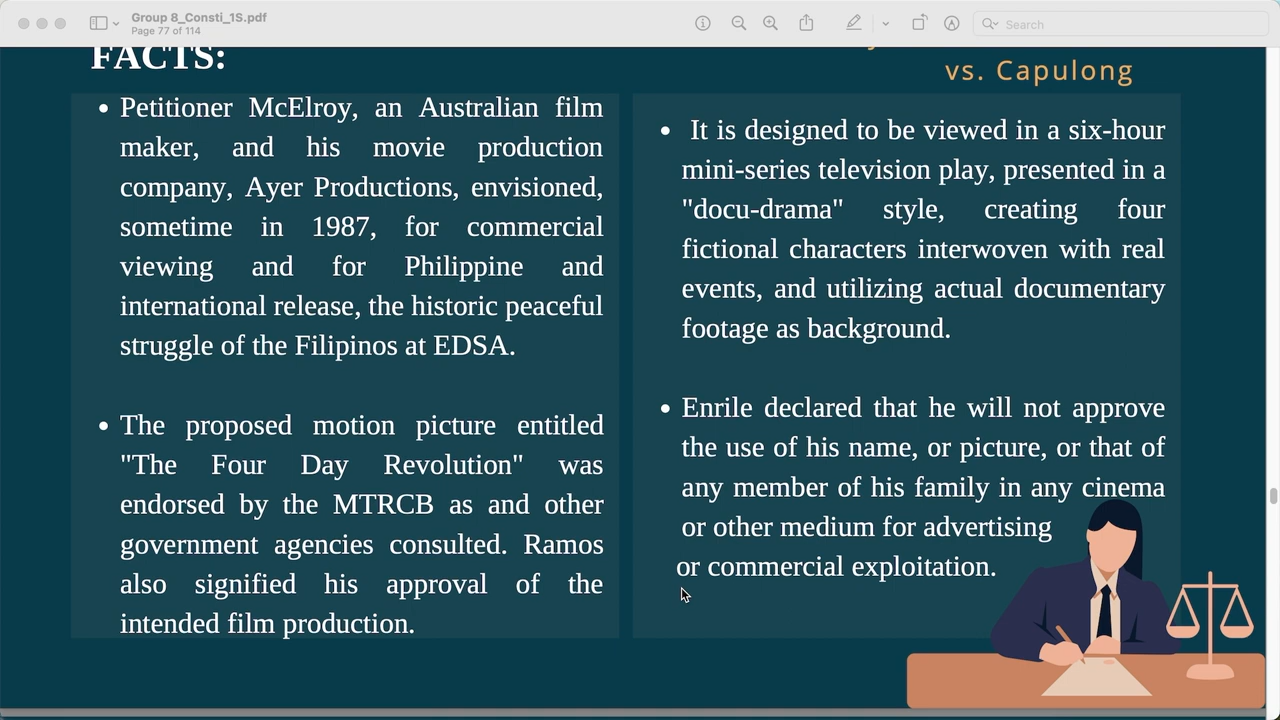 Group 8_Consti_1S.pdf
Page 77 of 114
Search
FACTS:
vs. Capulong
• Petitioner McElroy, an Australian film
maker, and his movie production
company, Ayer Productions, envisioned,
sometime in 1987, for commercial
viewing and for Philippine and
international release, the historic peaceful
struggle of the Filipinos at EDSA.
• The proposed motion picture entitled
"The Four Day Revolution" was
endorsed by the MTRCB as and other
government agencies consulted. Ramos
also signified his approval of the
intended film production.
• It is designed to be viewed in a six-hour
mini-series television play, presented in a
"docu-drama" style, creating four
fictional characters interwoven with real
events, and utilizing actual documentary
footage as background.
• Enrile declared that he will not approve
the use of his name, or picture, or that of
any member of his family in any cinema
or other medium for advertising
or commercial exploitation.